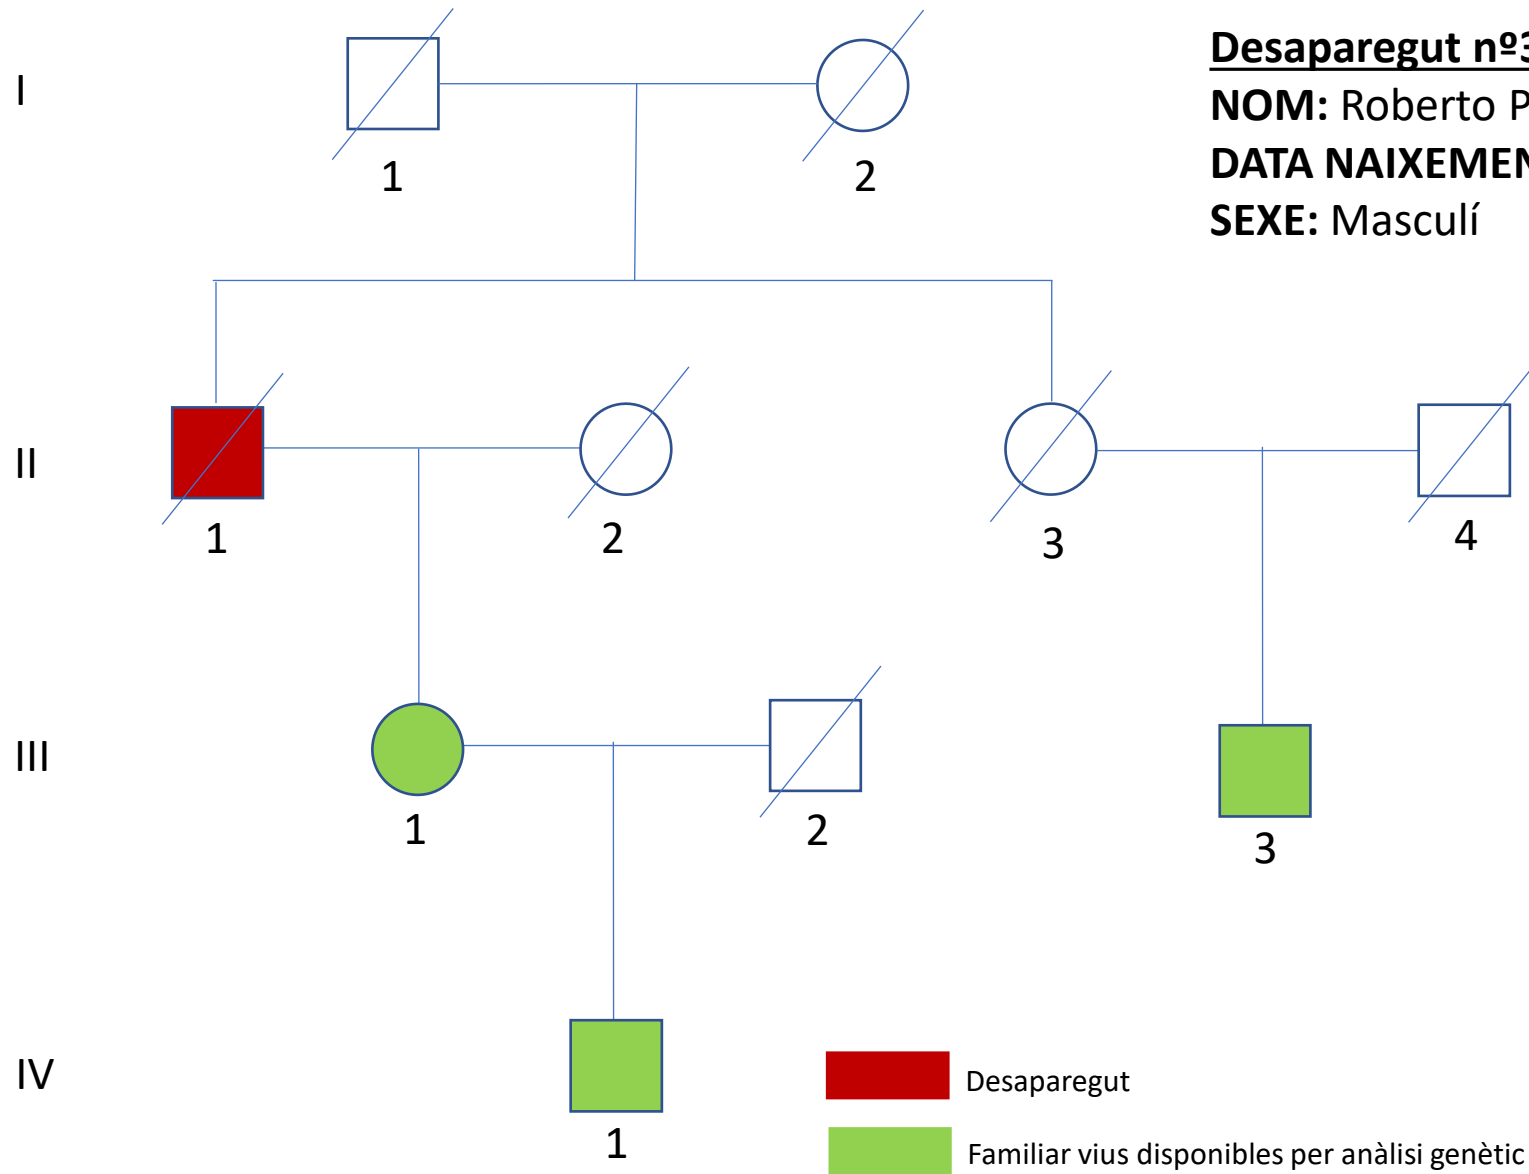 Desaparegut nº3
NOM: Roberto P
DATA NAIXEMEN
SEXE: Masculí
I
1
2
II
1
2
3
4
III
1
2
3
IV
1
Desaparegut
Familiar vius disponibles per anàlisi genètic